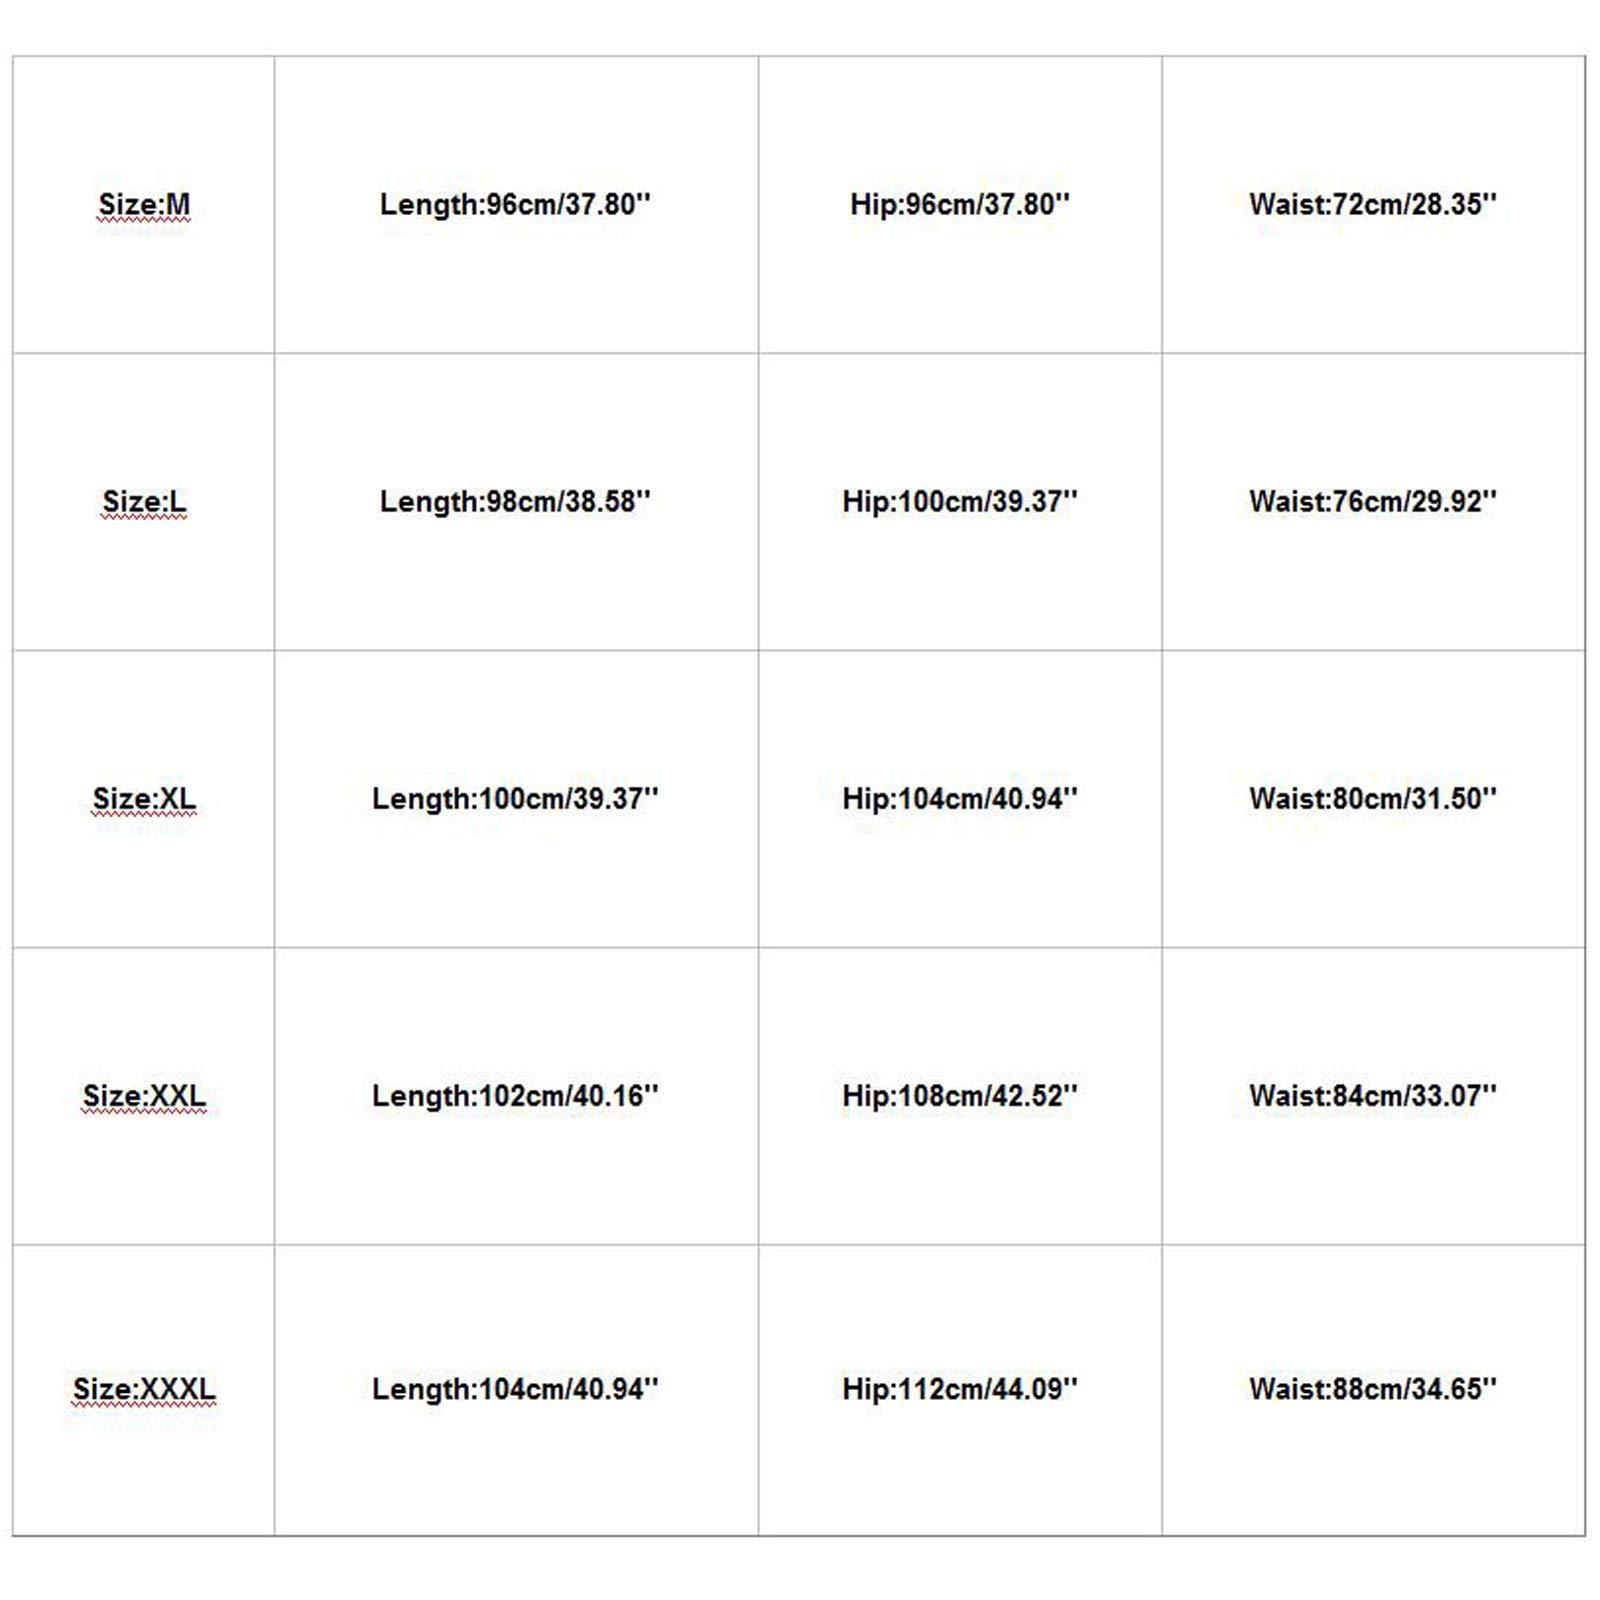 Size:M Length:96cm/37.80'' Hip:96cm/37.80'' Waist:72cm/28.35''
Size:L Length:98cm/38.58'' Hip:100cm/39.37'' Waist:76cm/29.92''
Size:XL Length:100cm/39.37'' Hip:104cm/40.94'' Waist:80cm/31.50''
Size:XXL Length:102cm/40.16'' Hip:108cm/42.52'' Waist:84cm/33.07''
Size:XXXL Length:104cm/40.94'' Hip:112cm/44.09'' Waist:88cm/34.65''